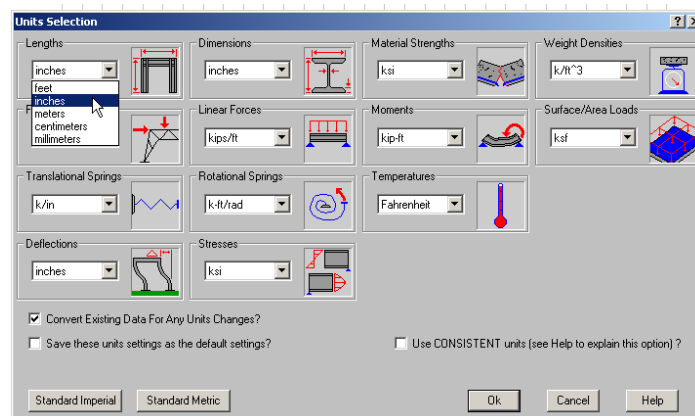 Units Selection
Lengths
inches
feet
inches
meters
centimeters
millimeters
Dimensions
inches
Material Strengths
ksi
Weight Densities
k/ft^3
F
Linear Forces
kips/ft
Moments
kip-ft
Surface/Area Loads
ksf
Translational Springs
k/in
Rotational Springs
k-ft/rad
Temperatures
Fahrenheit
Deflections
inches
Stresses
ksi
Convert Existing Data For Any Units Changes?
Save these units settings as the default settings?
Use CONSISTENT units (see Help to explain this option) ?
Standard Imperial
Standard Metric
Ok
Cancel
Help